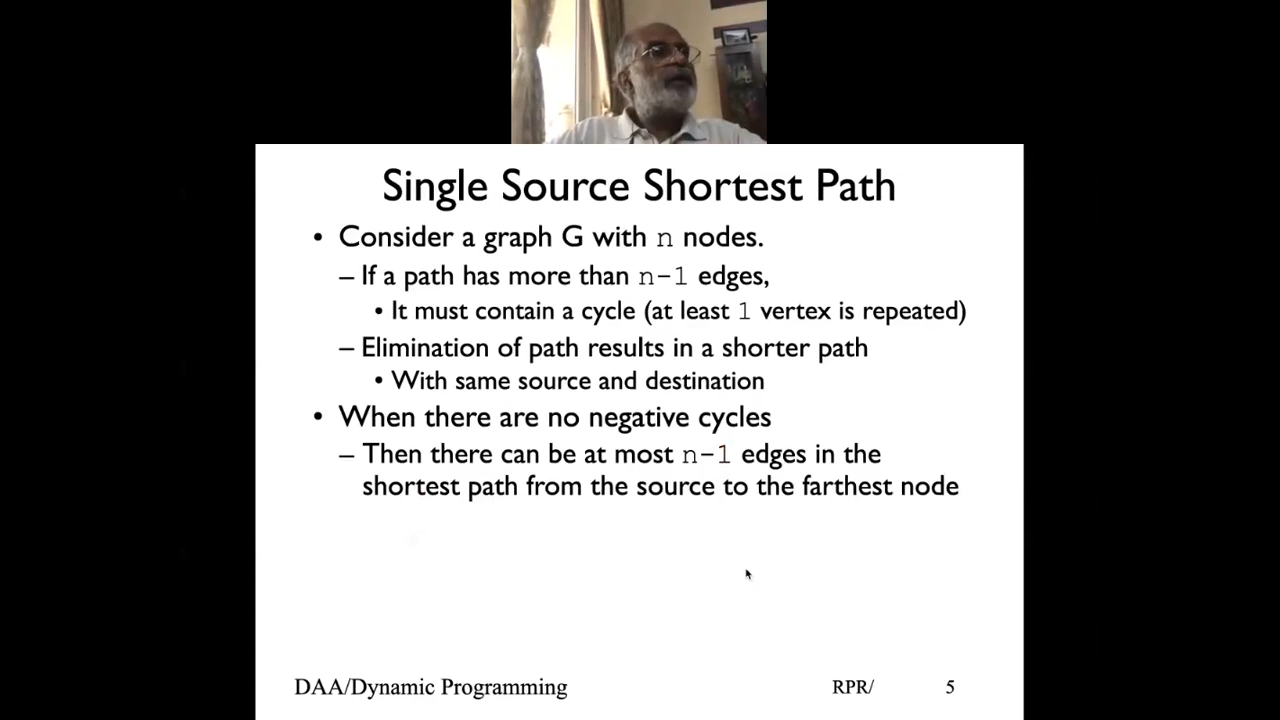 Single Source Shortest Path
• Consider a graph G with n nodes.
– If a path has more than n-1 edges,
• It must contain a cycle (at least 1 vertex is repeated)
– Elimination of path results in a shorter path
• With same source and destination
• When there are no negative cycles
– Then there can be at most n-1 edges in the
shortest path from the source to the farthest node
DAA/Dynamic Programming RPR/ 5